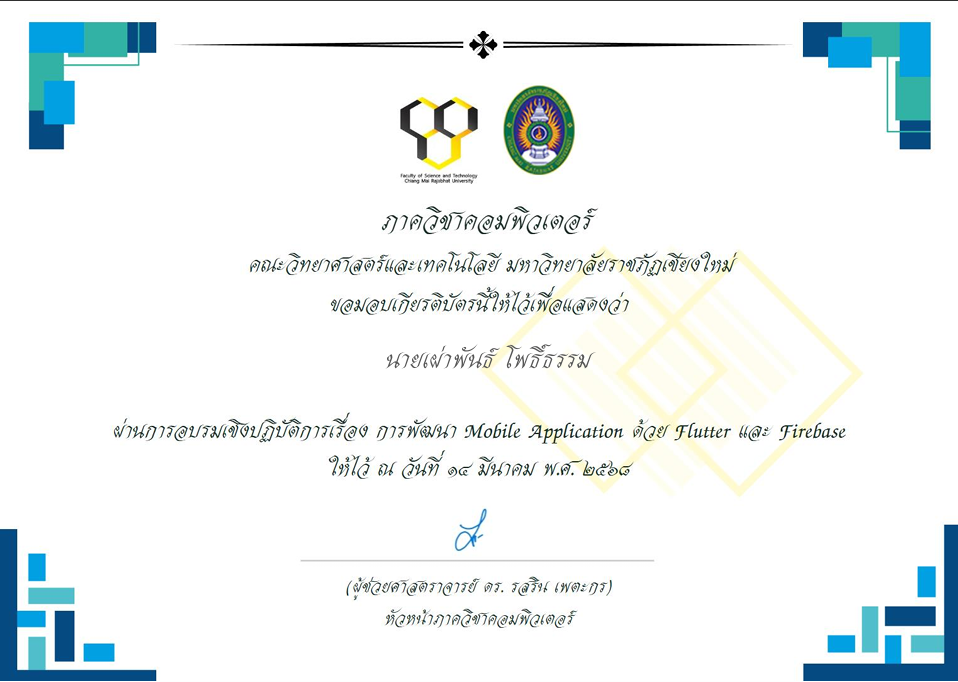 Faculty of Science and Technology
Chiang Mai Rajabhat University
ภาควิชาคอมพิวเตอร์
คณะวิทยาศาสตร์และเทคโนโลยี มหาวิทยาลัยราชภัฏเชียงใหม่
ขอมอบเกียรติบัตรนี้ให้ไว้เพื่อแสดงว่า
นายเผ่าพันธ์ โพธิ์ธรรม
ผ่านการอบรมเชิงปฏิบัติการเรื่อง การพัฒนา Mobile Application ด้วย Flutter และ Firebase
ให้ไว้ ณ วันที่ ๑๔ มีนาคม พ.ศ. ๒๕๖๘
(ผู้ช่วยศาสตราจารย์ ดร. รสริน เพตะกร)
หัวหน้าภาควิชาคอมพิวเตอร์